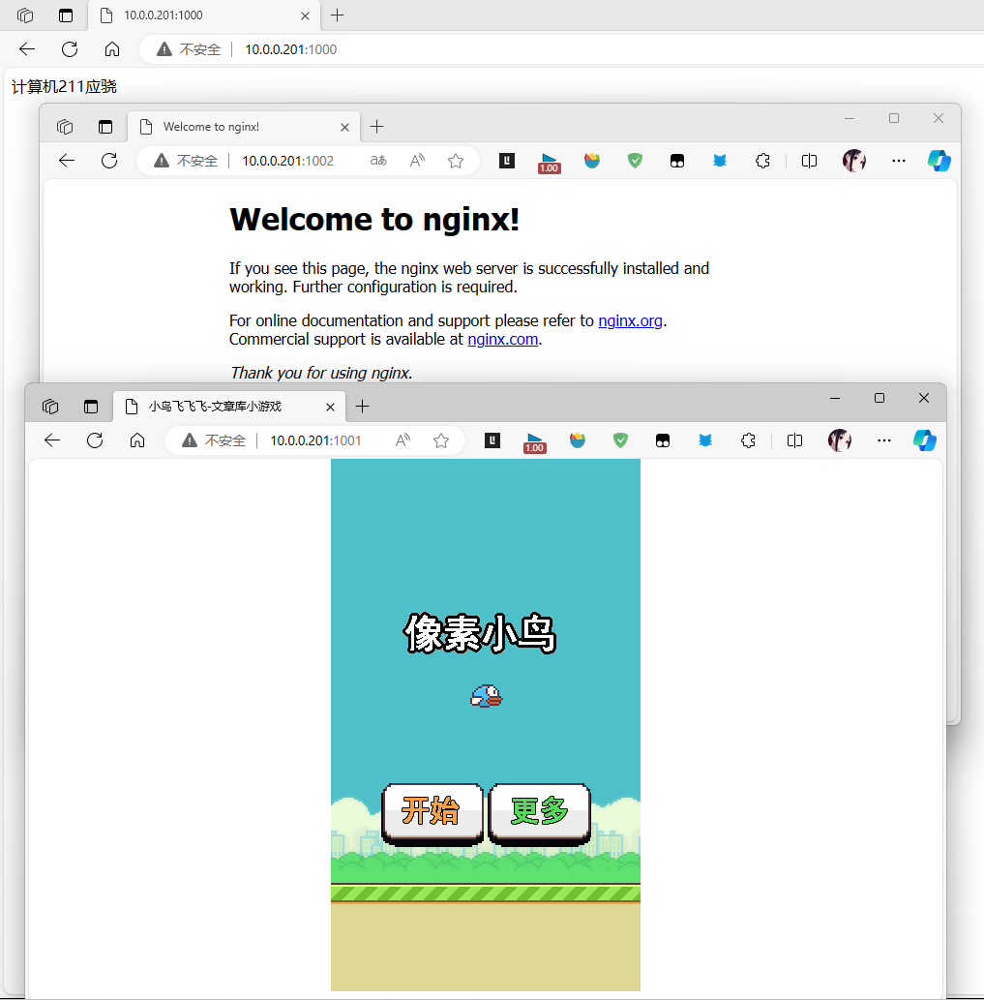 10.0.0.201:1000
不安全
10.0.0.201:1000
计算机211应骁
Welcome to nginx!
不安全
10.0.0.201:1002
aあ
1.00
Welcome to nginx!
If you see this page, the nginx web server is successfully installed and
working. Further configuration is required.
For online documentation and support please refer to nginx.org.
Commercial support is available at nginx.com.
Thank you for using nginx.
小鸟飞飞飞-文章库小游戏
不安全
10.0.0.201:1001
1.00
像素小鸟
开始
更多